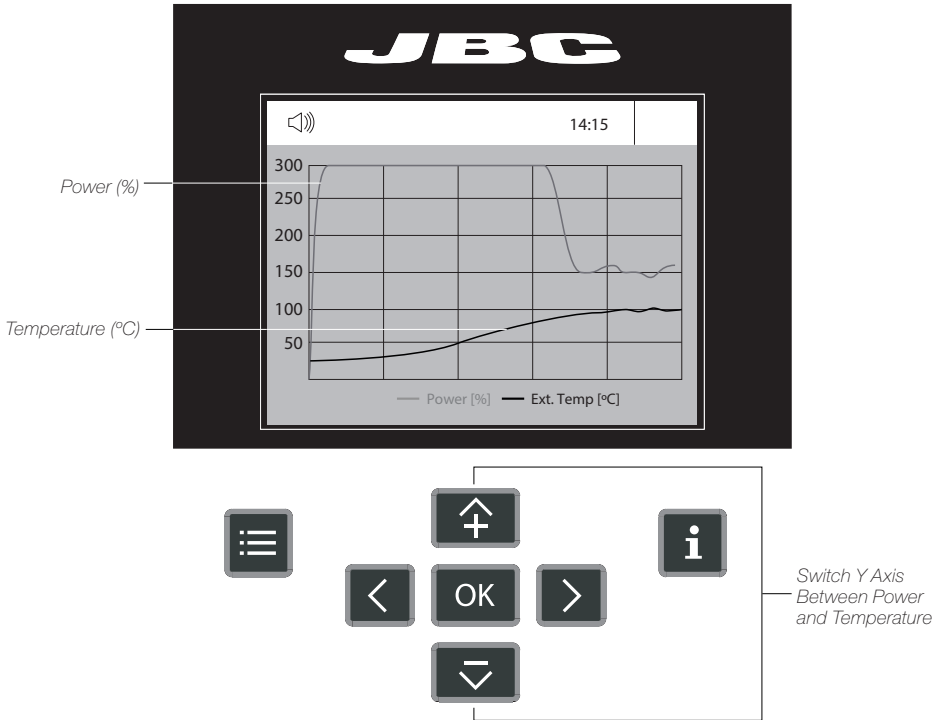 JBC
14:15
300
250
200
150
100
50
Power (%)
Temperature (ºC)
Power [%] Ext. Temp [ºC]
OK
i
Switch Y Axis
Between Power
and Temperature